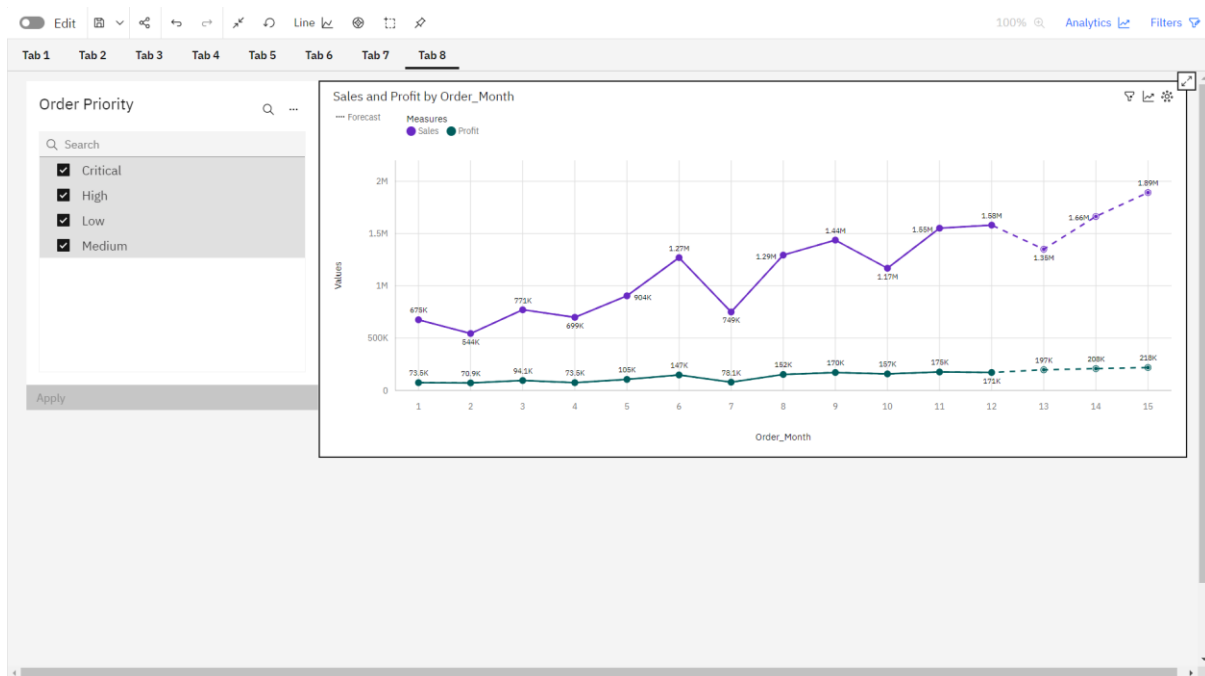 Edit
Line
100%
Analytics
Filters
Tab 1 Tab 2 Tab 3 Tab 4 Tab 5 Tab 6 Tab 7 Tab 8
Order Priority
Search
Critical
High
Low
Medium
Apply
Sales and Profit by Order_Month
Forecast
Measures
Sales Profit
Values
2M
1.5M
1M
500K
0
675K
544K
771K
699K
904K
1.27M
749K
1.29M
1.44M
1.17M
1.55M
1.58M
1.35M
1.66M
1.89M
73.5K
70.9K
94.1K
73.5K
105K
147K
78.1K
152K
170K
157K
175K
171K
197K
208K
218K
1 2 3 4 5 6 7 8 9 10 11 12 13 14 15
Order_Month